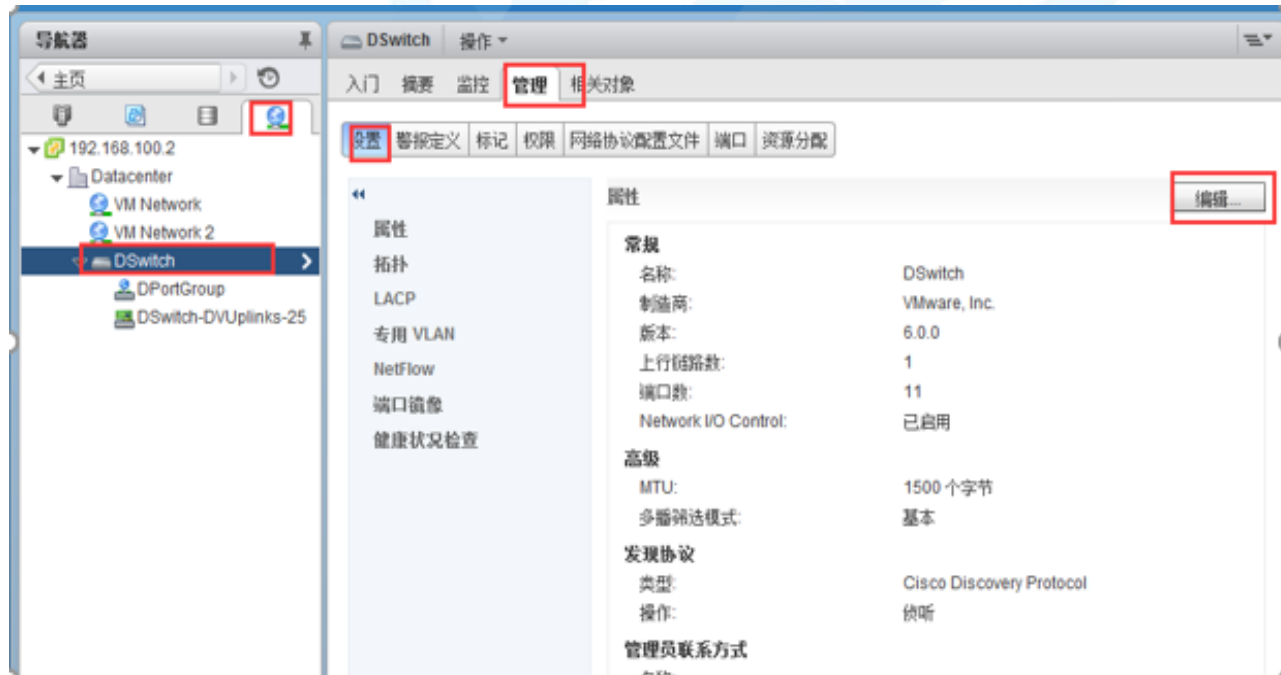 导航器
主页
192.168.100.2
Datacenter
VM Network
VM Network 2
DSwitch
DPortGroup
DSwitch-DVUplinks-25
DSwitch 操作
入门 摘要 监控 管理 相关对象
设置 警报定义 标记 权限 网络协议配置文件 端口 资源分配
属性
拓扑
LACP
专用 VLAN
NetFlow
端口镜像
健康状况检查
属性 编辑...
常规
名称: DSwitch
制造商: VMware, Inc.
版本: 6.0.0
上行链路数: 1
端口数: 11
Network I/O Control: 已启用
高级
MTU: 1500 个字节
多播筛选模式: 基本
发现协议
类型: Cisco Discovery Protocol
操作: 侦听
管理员联系方式